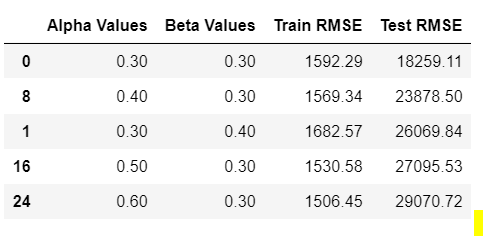 Alpha Values Beta Values Train RMSE Test RMSE
0 0.30 0.30 1592.29 18259.11
8 0.40 0.30 1569.34 23878.50
1 0.30 0.40 1682.57 26069.84
16 0.50 0.30 1530.58 27095.53
24 0.60 0.30 1506.45 29070.72